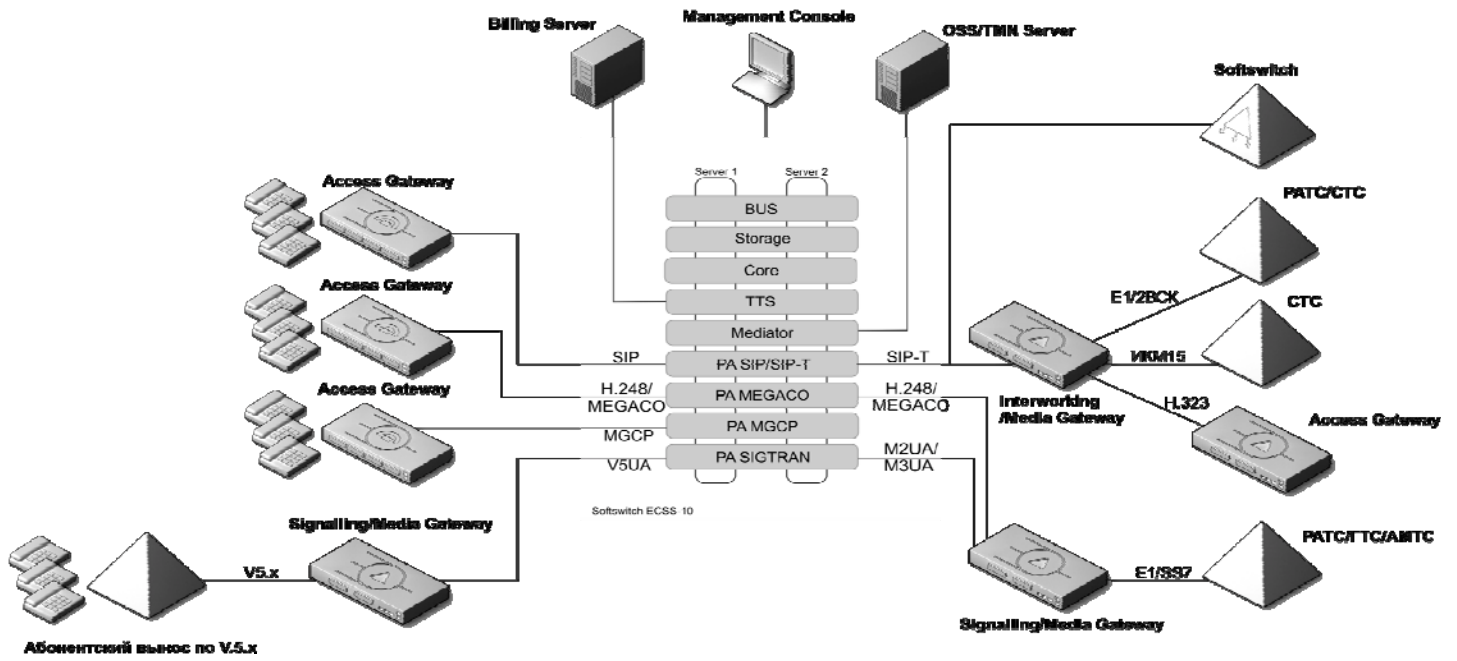 Billing Server
Management Console
OSS/TMN Server
Softswitch
Server 1
Server 2
Access Gateway
PATC/CTC
BUS
Storage
Core
Access Gateway
E1/2BCK
CTC
TTS
Mediator
SIP
PA SIP/SIP-T
SIP-T
ИКМ15
Access Gateway
H.248/
MEGACO
PA MEGACO
H.248/
MEGACO
Interworking
/Media Gateway
H.323
Access Gateway
MGCP
PA MGCP
V5UA
PA SIGTRAN
M2UA/
M3UA
Softswitch ECSS 10
Signalling/Media Gateway
V5.x
E1/SS7
РАТС/ГТС/АМТС
Signalling/Media Gateway
Абонентский вынос по V.5.x